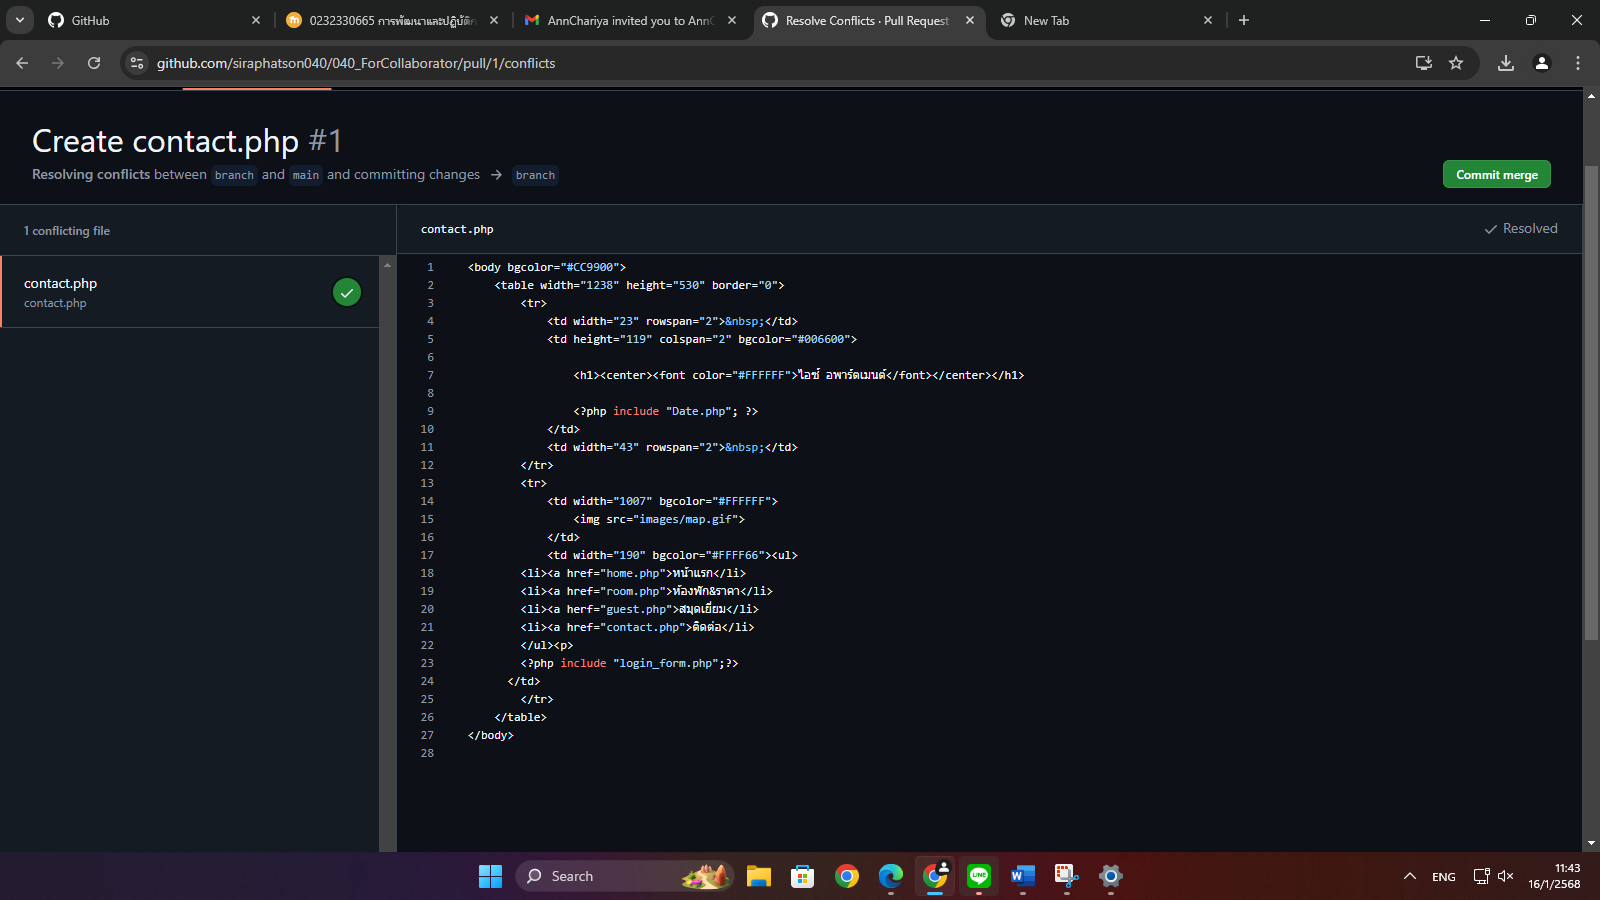 GitHub
0232330665 การพัฒนาและปฏิบัติก
AnnChariya invited you to AnnC
Resolve Conflicts · Pull Request
New Tab
github.com/siraphatson040/040_ForCollaborator/pull/1/conflicts
Create contact.php #1
Resolving conflicts between branch and main and committing changes → branch
Commit merge
1 conflicting file
contact.php
Resolved
contact.php
contact.php
1 <body bgcolor="#CC9900">
2 <table width="1238" height="530" border="0">
3 <tr>
4 <td width="23" rowspan="2">&nbsp;</td>
5 <td height="119" colspan="2" bgcolor="#006600">
6
7 <h1><center><font color="#FFFFFF">ไอซ์ อพาร์ตเมนต์</font></center></h1>
8
9 <?php include "Date.php"; ?>
10 </td>
11 <td width="43" rowspan="2">&nbsp;</td>
12 </tr>
13 <tr>
14 <td width="1007" bgcolor="#FFFFFF">
15 <img src="images/map.gif">
16 </td>
17 <td width="190" bgcolor="#FFFF66"><ul>
18 <li><a href="home.php">หน้าแรก</li>
19 <li><a href="room.php">ห้องพัก&ราคา</li>
20 <li><a herf="guest.php">สมุดเยี่ยม</li>
21 <li><a href="contact.php">ติดต่อ</li>
22 </ul><p>
23 <?php include "login_form.php";?>
24 </td>
25 </tr>
26 </table>
27 </body>
28
Search
ENG
11:43
16/1/2568